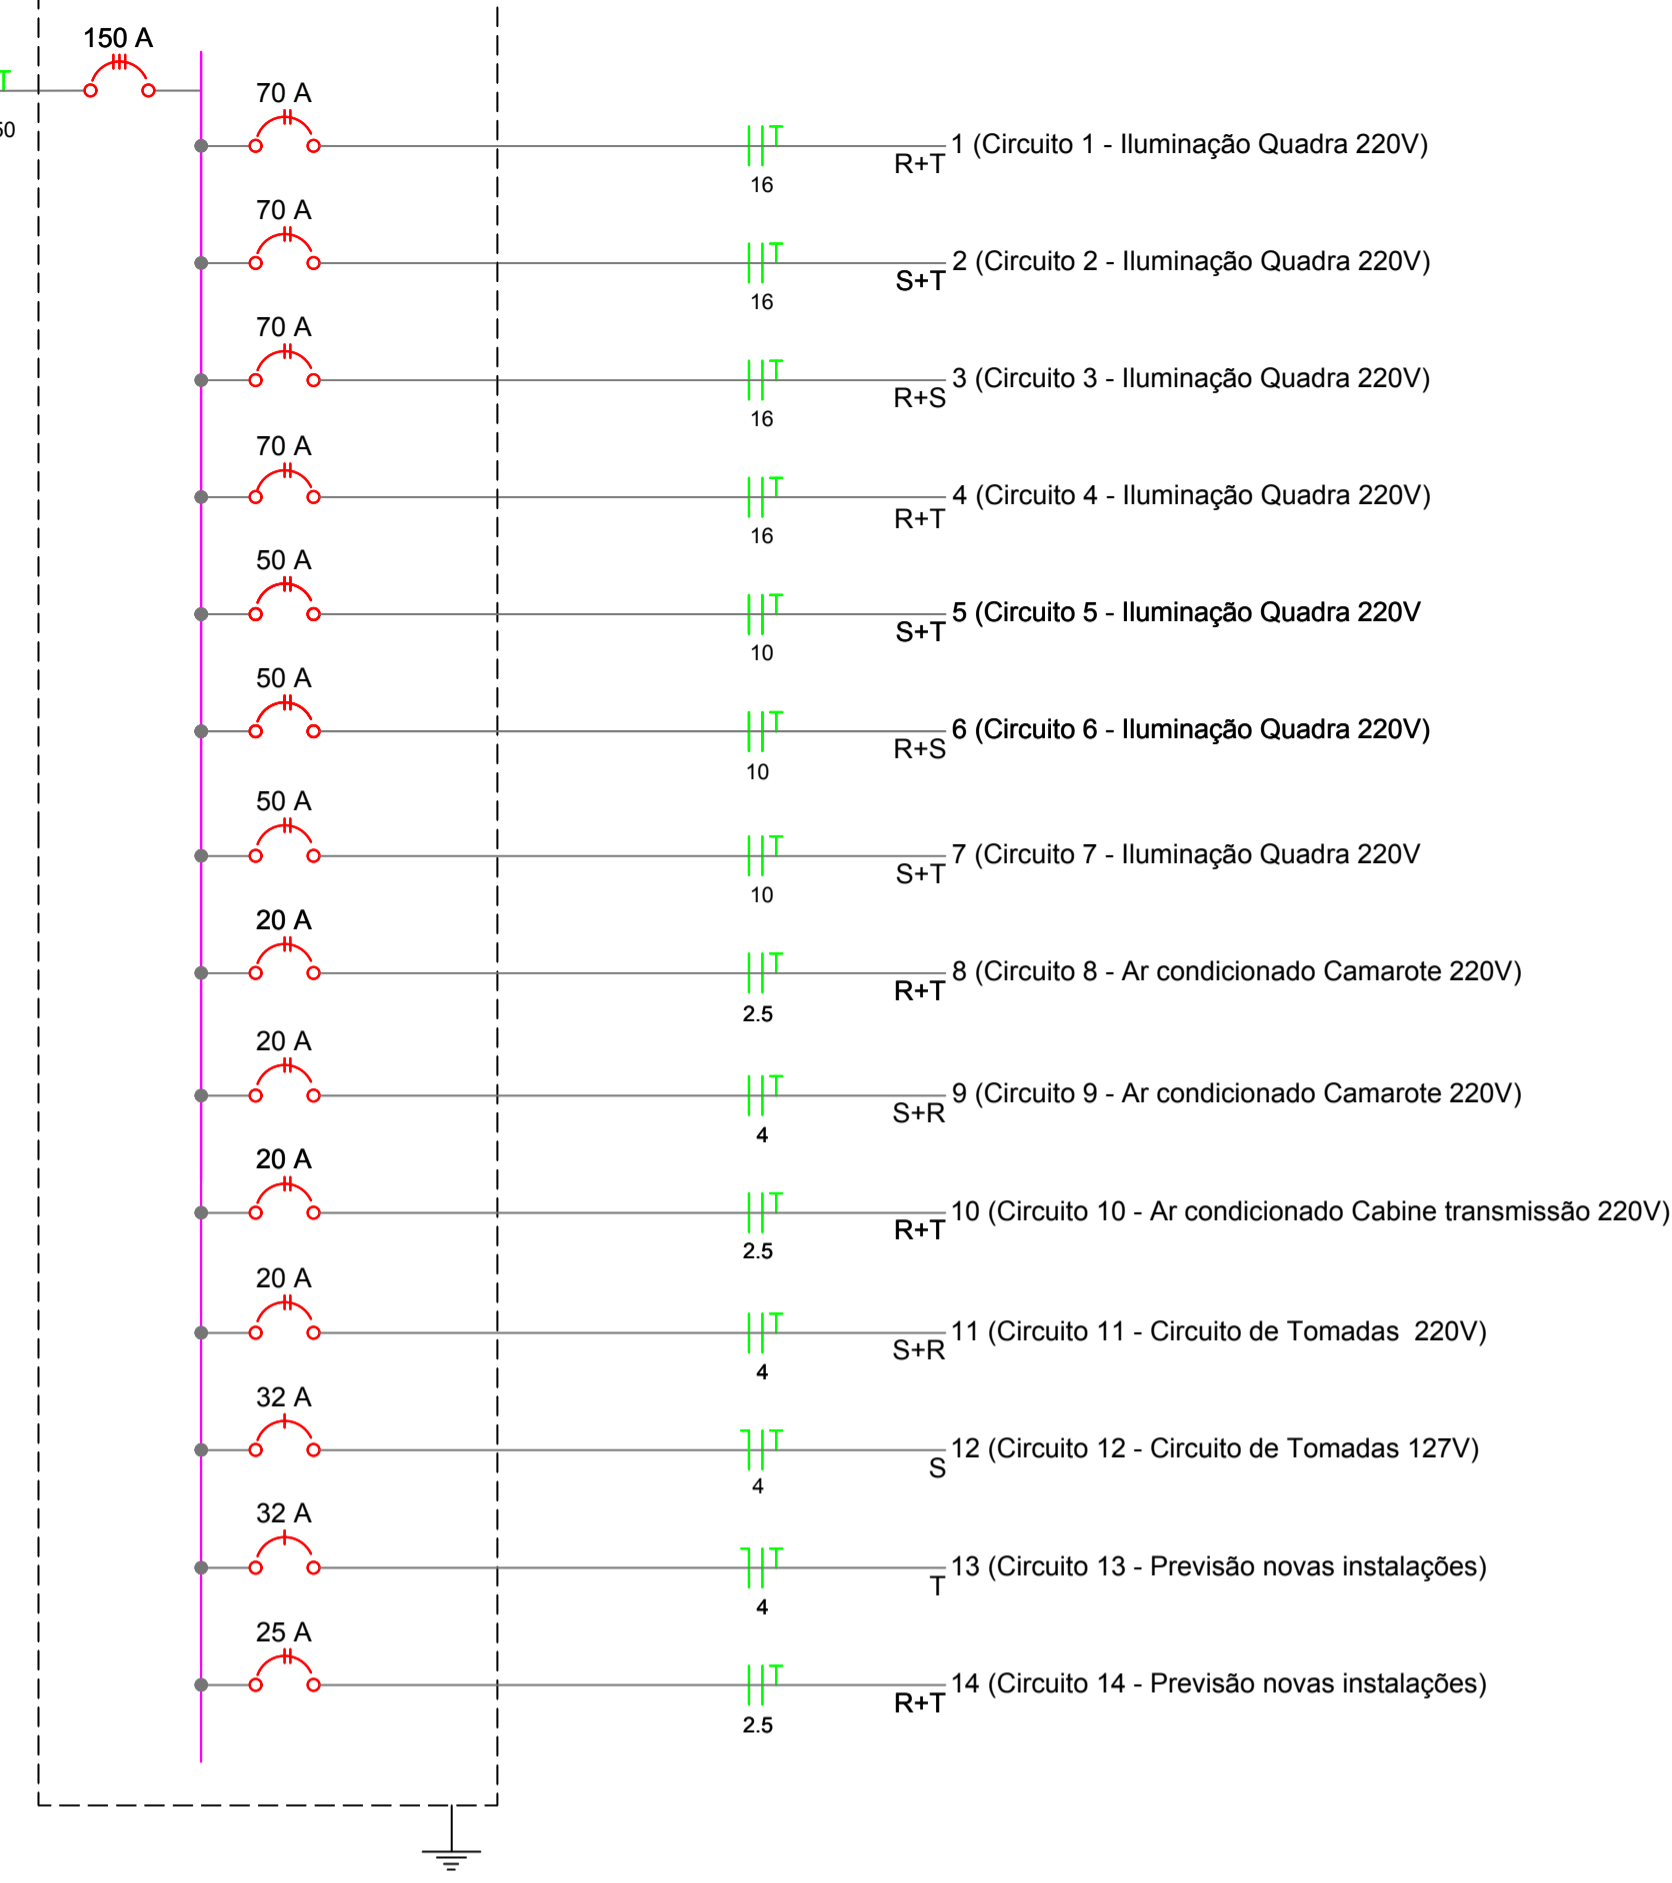 150 A
T
50
70 A
1 (Circuito 1 - Iluminação Quadra 220V)
R+T
T
16
70 A
2 (Circuito 2 - Iluminação Quadra 220V)
S+T
T
16
70 A
3 (Circuito 3 - Iluminação Quadra 220V)
R+S
T
16
70 A
4 (Circuito 4 - Iluminação Quadra 220V)
R+T
T
16
50 A
5 (Circuito 5 - Iluminação Quadra 220V
S+T
T
10
50 A
6 (Circuito 6 - Iluminação Quadra 220V)
R+S
T
10
50 A
7 (Circuito 7 - Iluminação Quadra 220V
S+T
T
10
20 A
8 (Circuito 8 - Ar condicionado Camarote 220V)
R+T
T
2.5
20 A
9 (Circuito 9 - Ar condicionado Camarote 220V)
S+R
T
4
20 A
10 (Circuito 10 - Ar condicionado Cabine transmissão 220V)
R+T
T
2.5
20 A
11 (Circuito 11 - Circuito de Tomadas  220V)
S+R
T
4
32 A
12 (Circuito 12 - Circuito de Tomadas 127V)
S
T
4
32 A
13 (Circuito 13 - Previsão novas instalações)
T
T
4
25 A
14 (Circuito 14 - Previsão novas instalações)
R+T
T
2.5